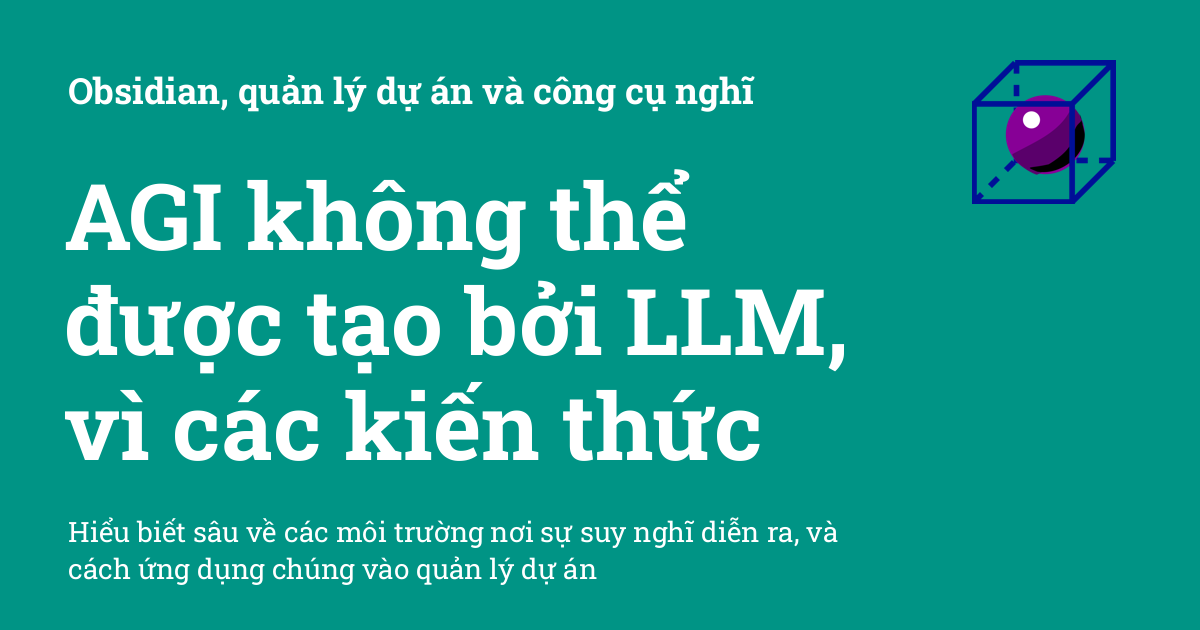 Obsidian, quản lý dự án và công cụ nghĩ
AGI không thể
được tạo bởi LLM,
vì các kiến thức
Hiểu biết sâu về các môi trường nơi sự suy nghĩ diễn ra, và
cách ứng dụng chúng vào quản lý dự án